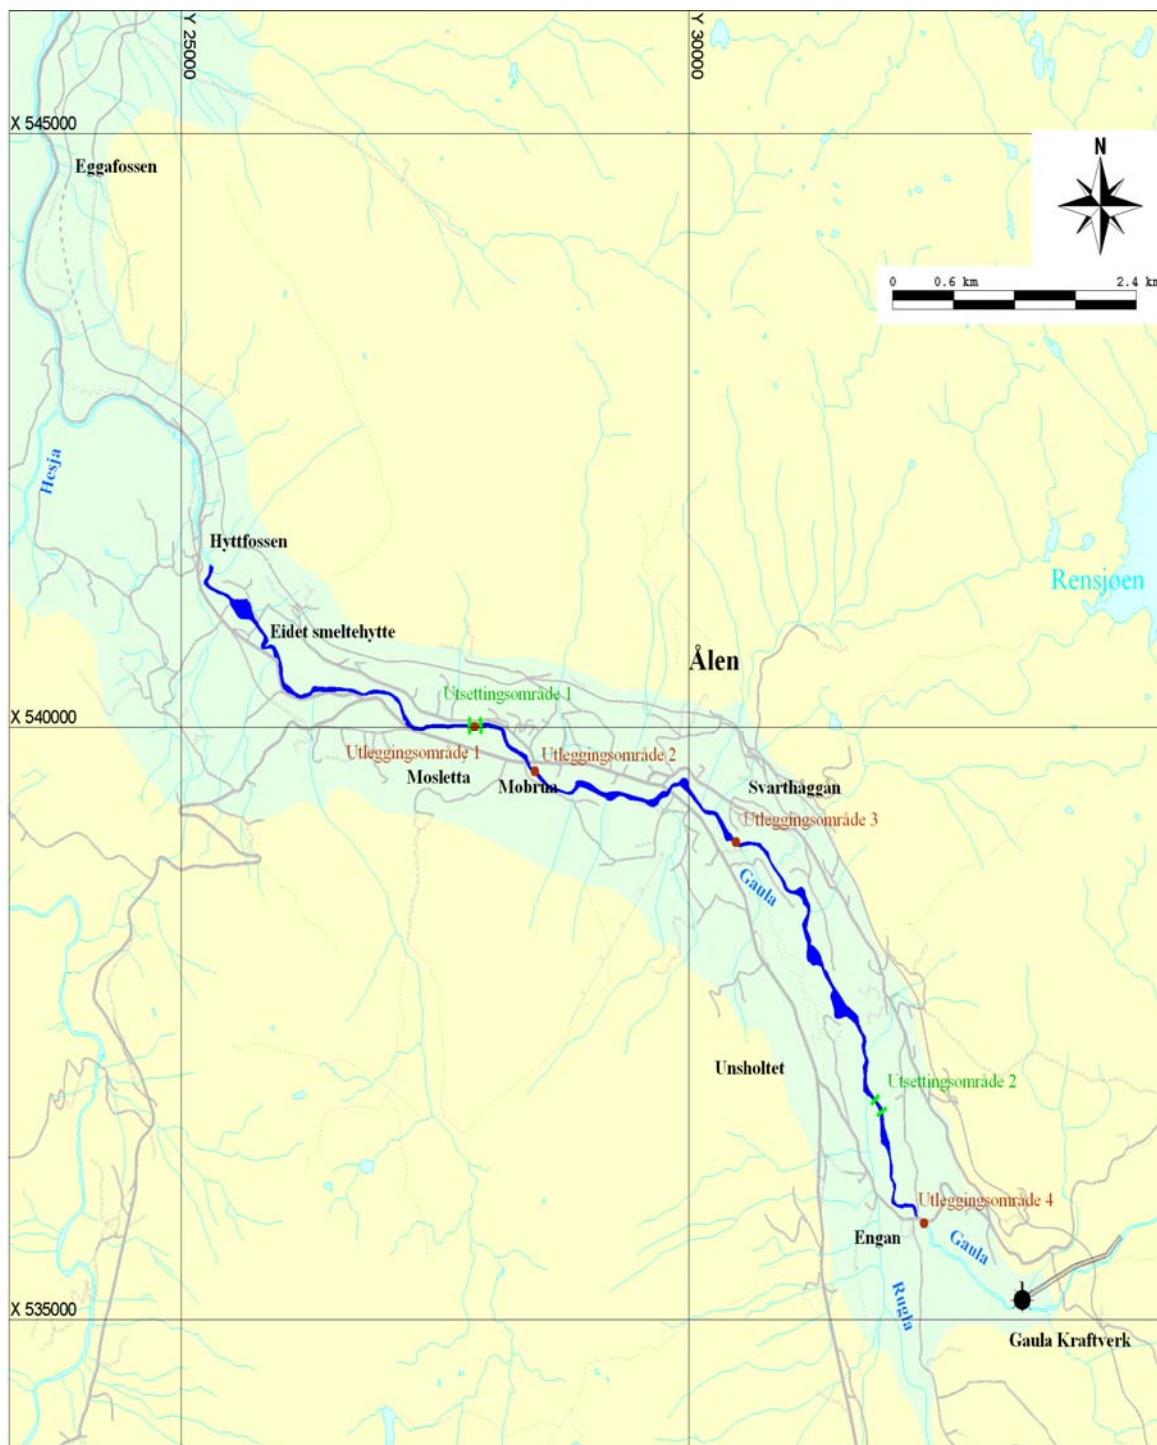 Y 25000
Y 30000
X 545000
Eggafossen
N
0 0.6 km 2.4 km
Hesja
Hyttfossen
Rensjøen
Eidet smeltehytte
Ålen
Utsettingsområde 1
X 540000
Utleggingsområde 1
Utleggingsområde 2
Mosletta
Mobrua
Svarthåggån
Utleggingsområde 3
Gaula
Unsholtet
Utsettingsområde 2
Utleggingsområde 4
Engan
Gaula
Rugla
X 535000
Gaula Kraftverk